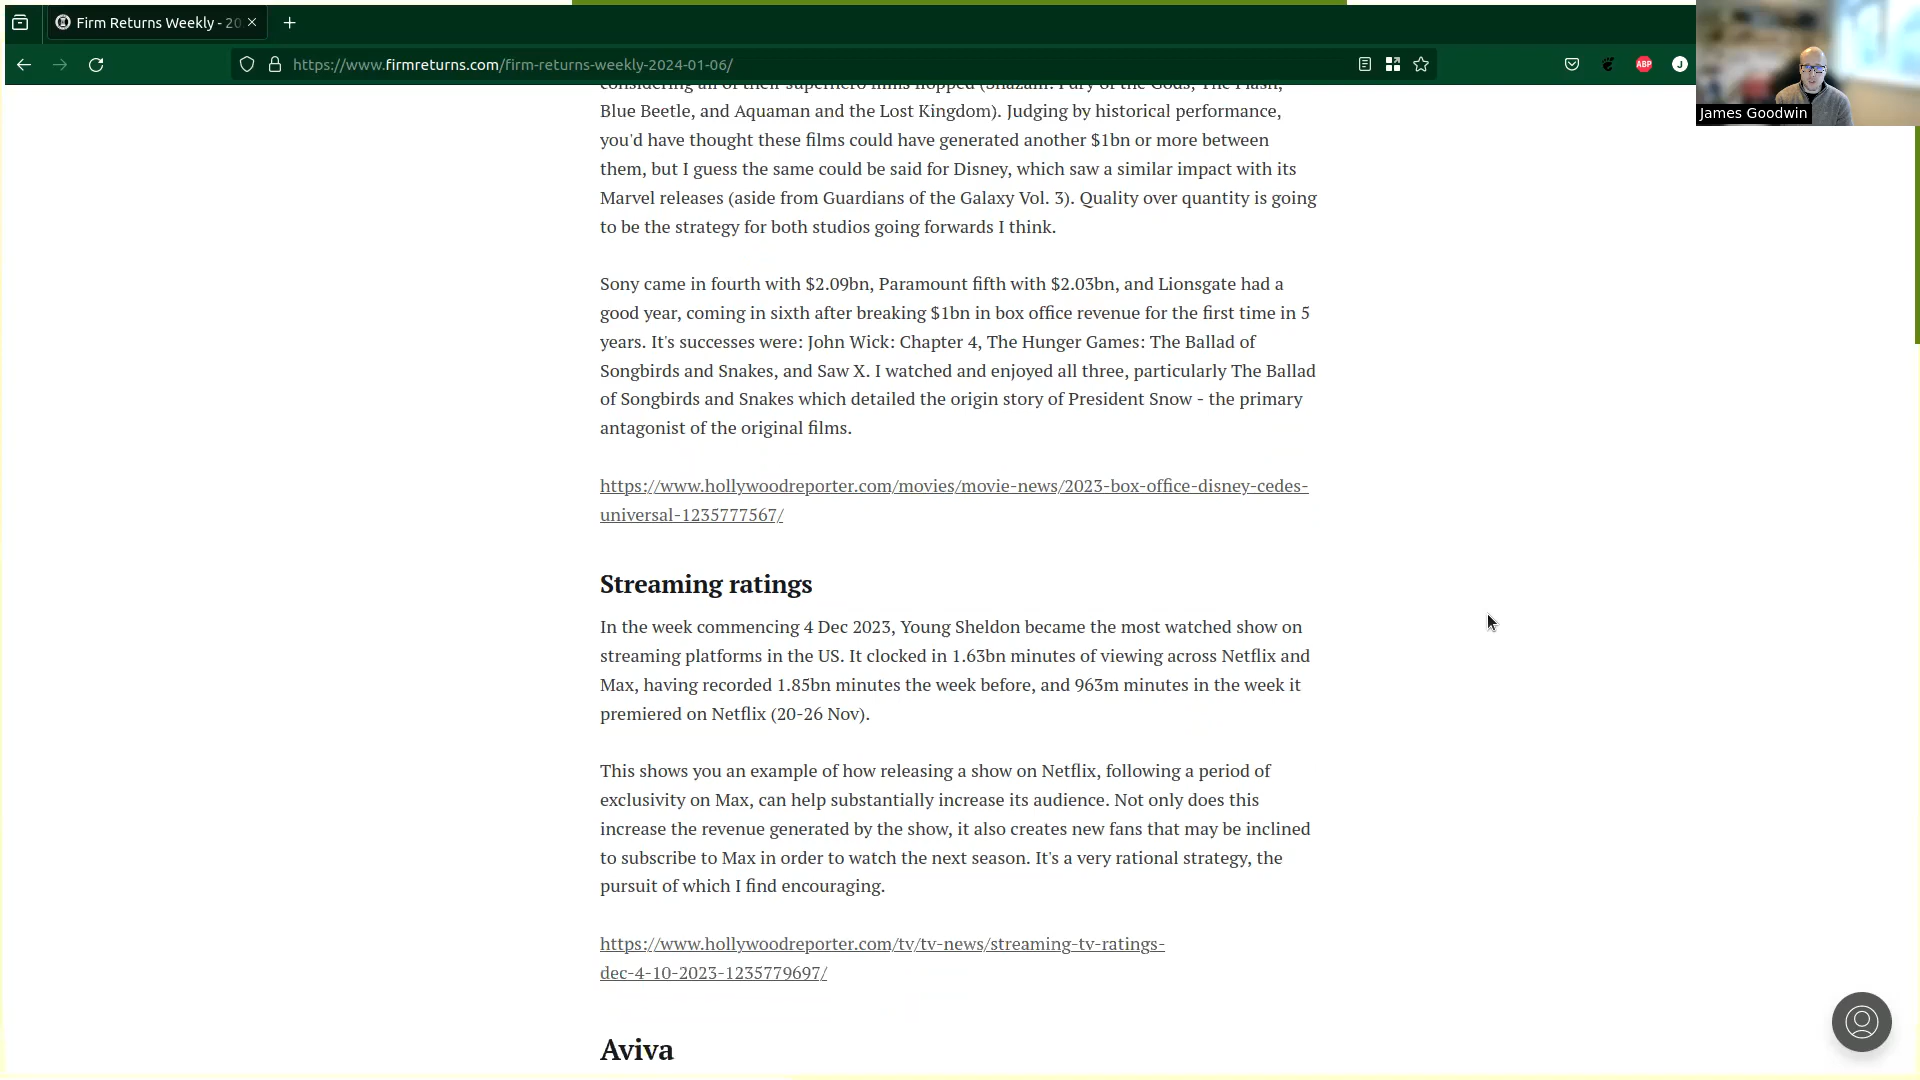 Firm Returns Weekly - 20
https://www.firmreturns.com/firm-returns-weekly-2024-01-06/
ABP
J
James Goodwin
considering all of their superhero films flopped (Shazam! Fury of the Gods, The Flash,
Blue Beetle, and Aquaman and the Lost Kingdom). Judging by historical performance,
you'd have thought these films could have generated another $1bn or more between
them, but I guess the same could be said for Disney, which saw a similar impact with its
Marvel releases (aside from Guardians of the Galaxy Vol. 3). Quality over quantity is going
to be the strategy for both studios going forwards I think.
Sony came in fourth with $2.09bn, Paramount fifth with $2.03bn, and Lionsgate had a
good year, coming in sixth after breaking $1bn in box office revenue for the first time in 5
years. It's successes were: John Wick: Chapter 4, The Hunger Games: The Ballad of
Songbirds and Snakes, and Saw X. I watched and enjoyed all three, particularly The Ballad
of Songbirds and Snakes which detailed the origin story of President Snow - the primary
antagonist of the original films.
https://www.hollywoodreporter.com/movies/movie-news/2023-box-office-disney-cedes-
universal-1235777567/
Streaming ratings
In the week commencing 4 Dec 2023, Young Sheldon became the most watched show on
streaming platforms in the US. It clocked in 1.63bn minutes of viewing across Netflix and
Max, having recorded 1.85bn minutes the week before, and 963m minutes in the week it
premiered on Netflix (20-26 Nov).
This shows you an example of how releasing a show on Netflix, following a period of
exclusivity on Max, can help substantially increase its audience. Not only does this
increase the revenue generated by the show, it also creates new fans that may be inclined
to subscribe to Max in order to watch the next season. It's a very rational strategy, the
pursuit of which I find encouraging.
https://www.hollywoodreporter.com/tv/tv-news/streaming-tv-ratings-
dec-4-10-2023-1235779697/
Aviva